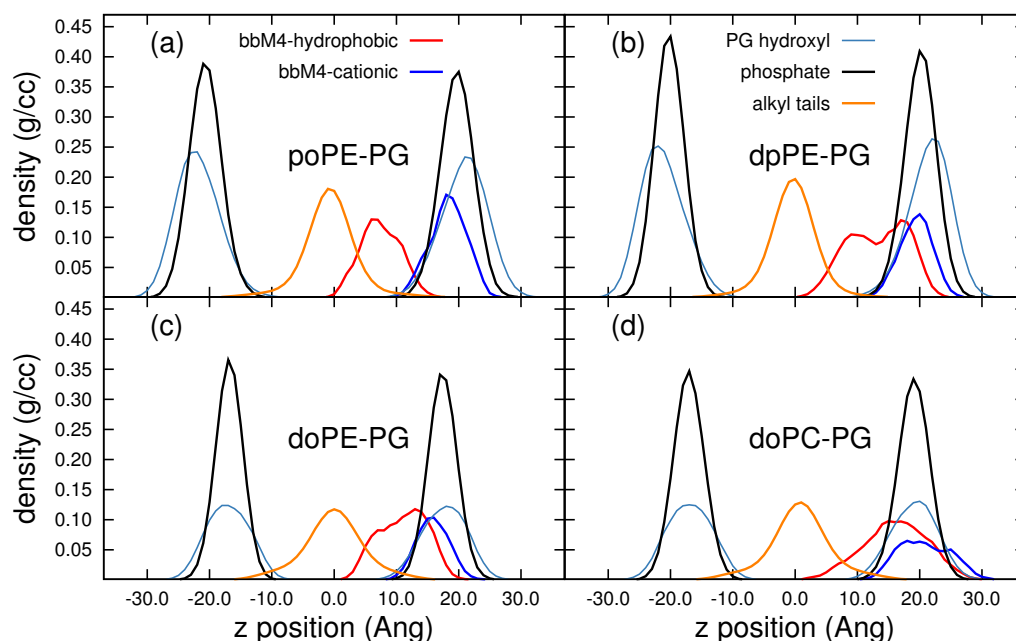 (a)
bbM4-hydrophobic
bbM4-cationic
poPE-PG
(b)
PG hydroxyl
phosphate
alkyl tails
dpPE-PG
density (g/cc)
0.45
0.40
0.35
0.30
0.25
0.20
0.15
0.10
0.05
(c)
doPE-PG
(d)
doPC-PG
density (g/cc)
0.45
0.40
0.35
0.30
0.25
0.20
0.15
0.10
0.05
-30.0 -20.0 -10.0 0.0 10.0 20.0 30.0
-30.0 -20.0 -10.0 0.0 10.0 20.0 30.0
z position (Ang)
z position (Ang)